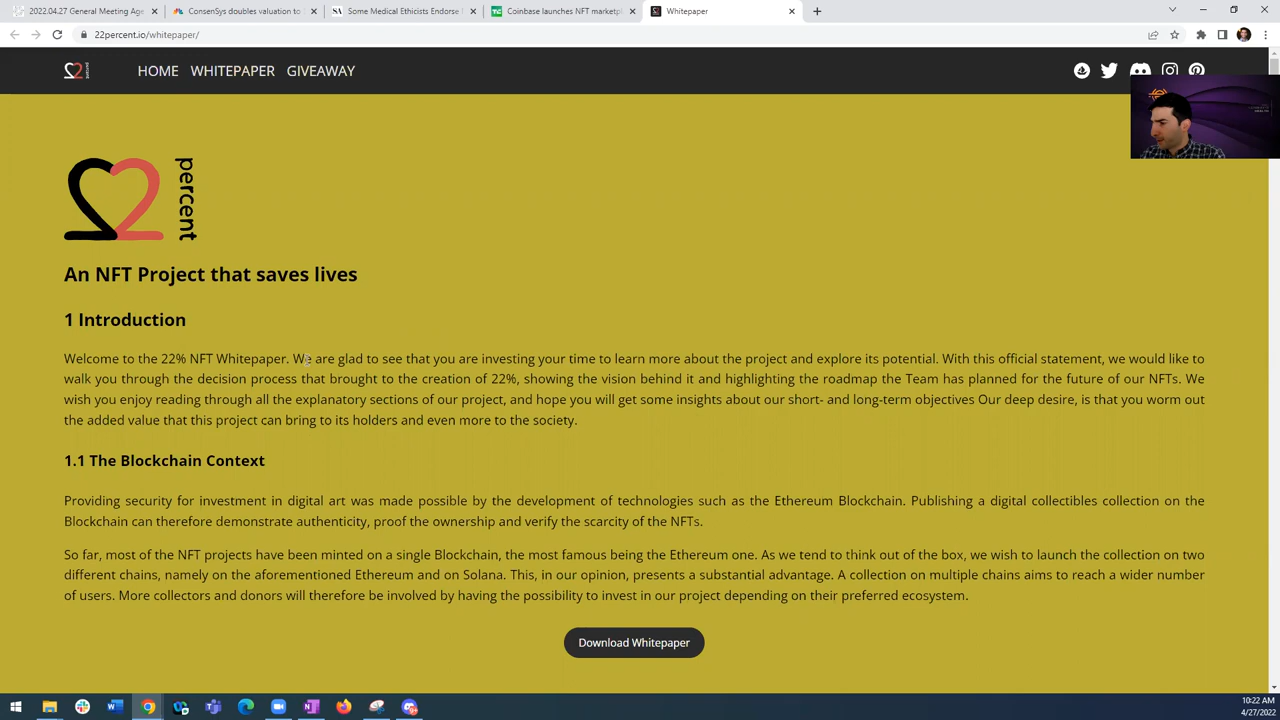 2022.04.27 General Meeting Age
ConsenSys doubles valuation to
Some Medical Ethicists Endorse
Coinbase launches NFT marketpl
Whitepaper
22percent.io/whitepaper/
HOME WHITEPAPER GIVEAWAY
22 percent
An NFT Project that saves lives
1 Introduction
Welcome to the 22% NFT Whitepaper. We are glad to see that you are investing your time to learn more about the project and explore its potential. With this official statement, we would like to
walk you through the decision process that brought to the creation of 22%, showing the vision behind it and highlighting the roadmap the Team has planned for the future of our NFTs. We
wish you enjoy reading through all the explanatory sections of our project, and hope you will get some insights about our short- and long-term objectives Our deep desire, is that you worm out
the added value that this project can bring to its holders and even more to the society.
1.1 The Blockchain Context
Providing security for investment in digital art was made possible by the development of technologies such as the Ethereum Blockchain. Publishing a digital collectibles collection on the
Blockchain can therefore demonstrate authenticity, proof the ownership and verify the scarcity of the NFTs.
So far, most of the NFT projects have been minted on a single Blockchain, the most famous being the Ethereum one. As we tend to think out of the box, we wish to launch the collection on two
different chains, namely on the aforementioned Ethereum and on Solana. This, in our opinion, presents a substantial advantage. A collection on multiple chains aims to reach a wider number
of users. More collectors and donors will therefore be involved by having the possibility to invest in our project depending on their preferred ecosystem.
Download Whitepaper
10:22 AM
4/27/2022